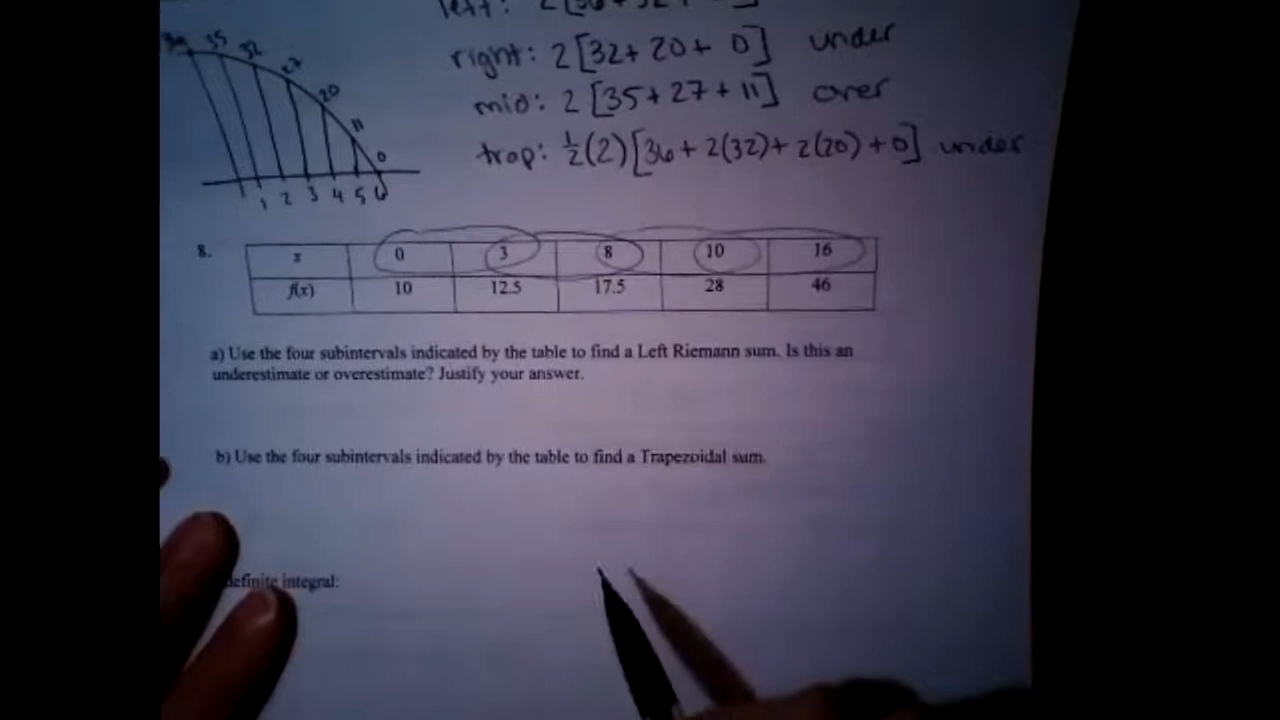 left:
right: 2[32+20+0] under
mid: 2[35+27+11] over
trap: ½(2)[36+2(32)+2(20)+0] under
35 32 27 20 11 0
1 2 3 4 5 6
8.
x 0 3 8 10 16
f(x) 10 12.5 17.5 28 46
a) Use the four subintervals indicated by the table to find a Left Riemann sum. Is this an
underestimate or overestimate? Justify your answer.
b) Use the four subintervals indicated by the table to find a Trapezoidal sum.
definite integral: